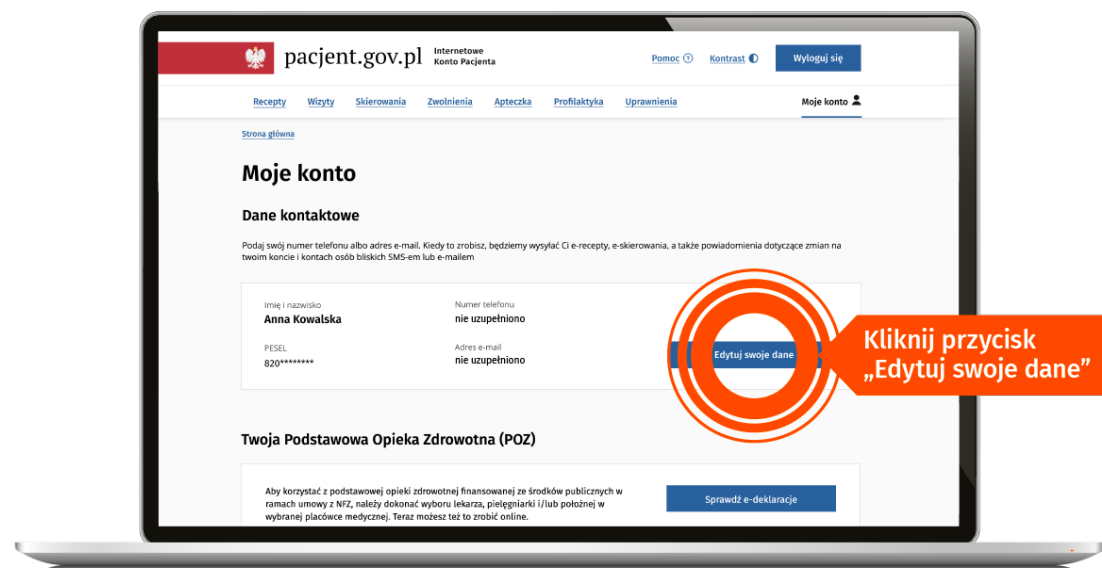 pacjent.gov.pl
Internetowe
Konto Pacjenta
Pomoc
Kontrast
Wyloguj się
Recepty
Wizyty
Skierowania
Zwolnienia
Apteczka
Profilaktyka
Uprawnienia
Moje konto
Strona główna
Moje konto
Dane kontaktowe
Podaj swój numer telefonu albo adres e-mail. Kiedy to zrobisz, będziemy wysyłać Ci e-recepty, e-skierowania, a także powiadomienia dotyczące zmian na
twoim koncie i kontach osób bliskich SMS-em lub e-mailem
Imię i nazwisko
Anna Kowalska
Numer telefonu
nie uzupełniono
PESEL
820********
Adres e-mail
nie uzupełniono
Edytuj swoje dane
Kliknij przycisk
„Edytuj swoje dane”
Twoja Podstawowa Opieka Zdrowotna (POZ)
Aby korzystać z podstawowej opieki zdrowotnej finansowanej ze środków publicznych w
ramach umowy z NFZ, należy dokonać wyboru lekarza, pielęgniarki i/lub położnej w
wybranej placówce medycznej. Teraz możesz też to zrobić online.
Sprawdź e-deklaracje